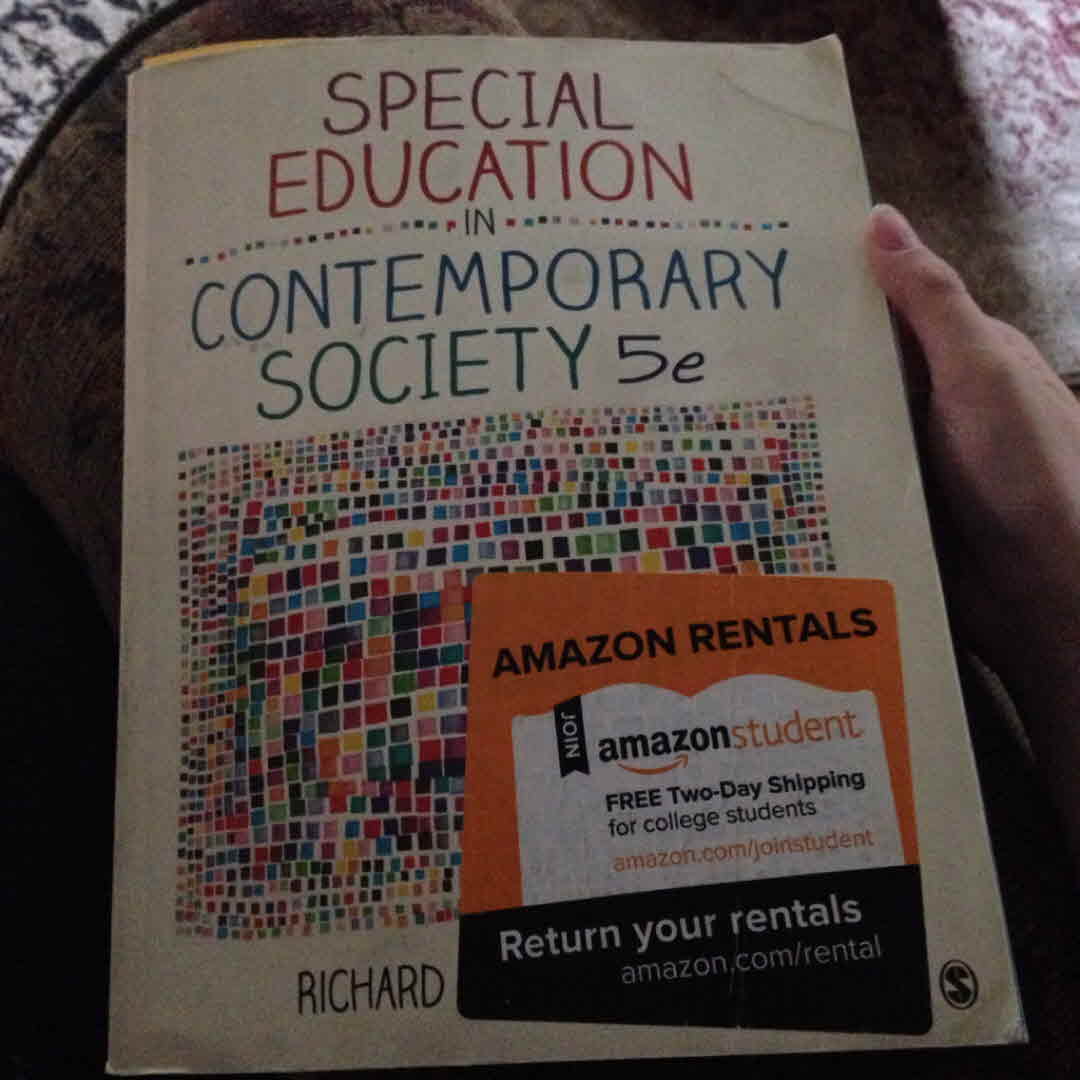 SPECIAL
EDUCATION
IN
CONTEMPORARY
SOCIETY 5e
AMAZON RENTALS
JOIN
amazonstudent
FREE Two-Day Shipping
for college students
amazon.com/joinstudent
Return your rentals
amazon.com/rental
RICHARD
S